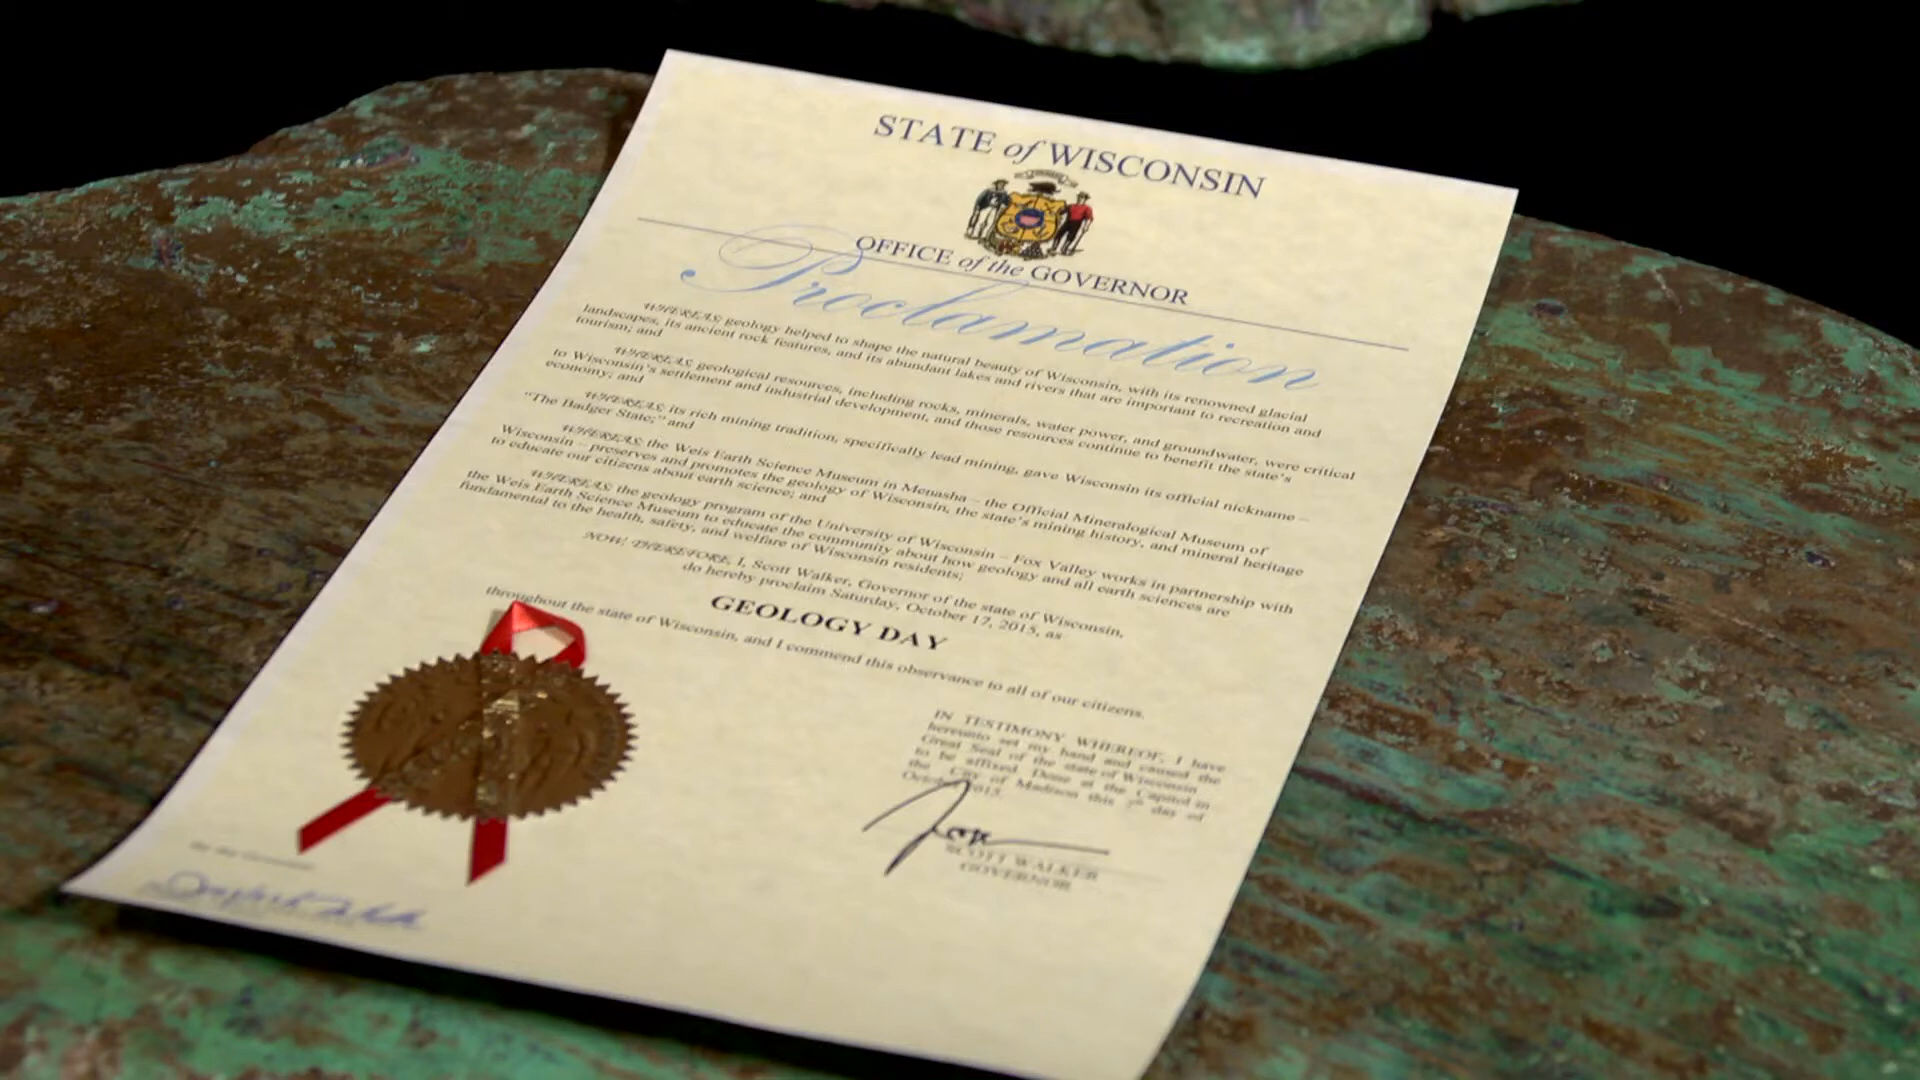 STATE of WISCONSIN
OFFICE of the GOVERNOR
Proclamation
WHEREAS; geology helped to shape the natural beauty of Wisconsin, with its renowned glacial
landscapes, its ancient rock features, and its abundant lakes and rivers that are important to recreation and
tourism; and
WHEREAS; geological resources, including rocks, minerals, water power, and groundwater, were critical
to Wisconsin's settlement and industrial development, and those resources continue to benefit the state's
economy; and
WHEREAS; its rich mining tradition, specifically lead mining, gave Wisconsin its official nickname –
"The Badger State;" and
WHEREAS; the Weis Earth Science Museum in Menasha – the Official Mineralogical Museum of
Wisconsin – preserves and promotes the geology of Wisconsin, the state's mining history, and mineral heritage
to educate our citizens about earth science; and
WHEREAS; the geology program of the University of Wisconsin – Fox Valley works in partnership with
the Weis Earth Science Museum to educate the community about how geology and all earth sciences are
fundamental to the health, safety, and welfare of Wisconsin residents;
NOW! THEREFORE, I, Scott Walker, Governor of the state of Wisconsin,
do hereby proclaim Saturday, October 17, 2015, as
GEOLOGY DAY
throughout the state of Wisconsin, and I commend this observance to all of our citizens.
IN TESTIMONY WHEREOF, I have
hereunto set my hand and caused the
Great Seal of the state of Wisconsin
to be affixed. Done at the Capitol in
the City of Madison this 7th day of
October 2015.
SCOTT WALKER
GOVERNOR
By the Governor: